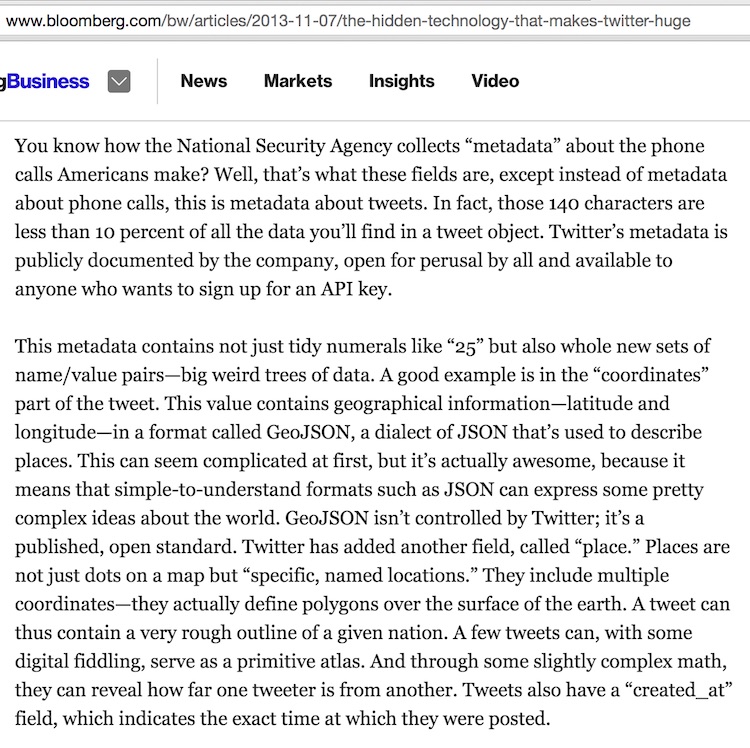 www.bloomberg.com/bw/articles/2013-11-07/the-hidden-technology-that-makes-twitter-huge
gBusiness News Markets Insights Video
You know how the National Security Agency collects “metadata” about the phone
calls Americans make? Well, that’s what these fields are, except instead of metadata
about phone calls, this is metadata about tweets. In fact, those 140 characters are
less than 10 percent of all the data you’ll find in a tweet object. Twitter’s metadata is
publicly documented by the company, open for perusal by all and available to
anyone who wants to sign up for an API key.
This metadata contains not just tidy numerals like “25” but also whole new sets of
name/value pairs—big weird trees of data. A good example is in the “coordinates”
part of the tweet. This value contains geographical information—latitude and
longitude—in a format called GeoJSON, a dialect of JSON that’s used to describe
places. This can seem complicated at first, but it’s actually awesome, because it
means that simple-to-understand formats such as JSON can express some pretty
complex ideas about the world. GeoJSON isn’t controlled by Twitter; it’s a
published, open standard. Twitter has added another field, called “place.” Places are
not just dots on a map but “specific, named locations.” They include multiple
coordinates—they actually define polygons over the surface of the earth. A tweet can
thus contain a very rough outline of a given nation. A few tweets can, with some
digital fiddling, serve as a primitive atlas. And through some slightly complex math,
they can reveal how far one tweeter is from another. Tweets also have a “created_at”
field, which indicates the exact time at which they were posted.